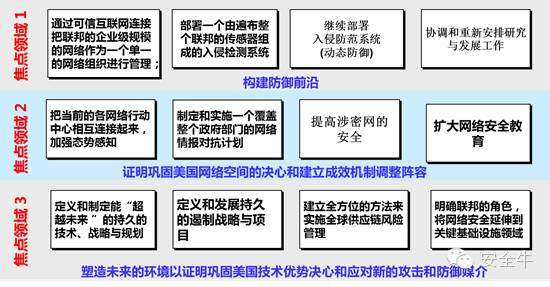 焦点领域 1
通过可信互联网连接
把联邦的企业级规模
的网络作为一个单一
的网络组织进行管理；
部署一个由遍布整
个联邦的传感器组
成的入侵检测系统
继续部署
入侵防范系统
(动态防御)
协调和重新安排研究
与发展工作
构建防御前沿
焦点领域 2
把当前的各网络行动
中心相互连接起来，
加强态势感知
制定和实施一个覆盖
整个政府部门的网络
情报对抗计划
提高涉密网的
安全
扩大网络安全教
育
证明巩固美国网络空间的决心和建立成效机制调整阵容
焦点领域 3
定义和制定能“超
越未来”的持久的
技术、战略与规划
定义和发展持久
的遏制战略与项
目
建立全方位的方法来
实施全球供应链风险
管理
明确联邦的角色，
将网络安全延伸到
关键基础设施领域
塑造未来的环境以证明巩固美国技术优势决心和应对新的攻击和防御媒介
安全牛